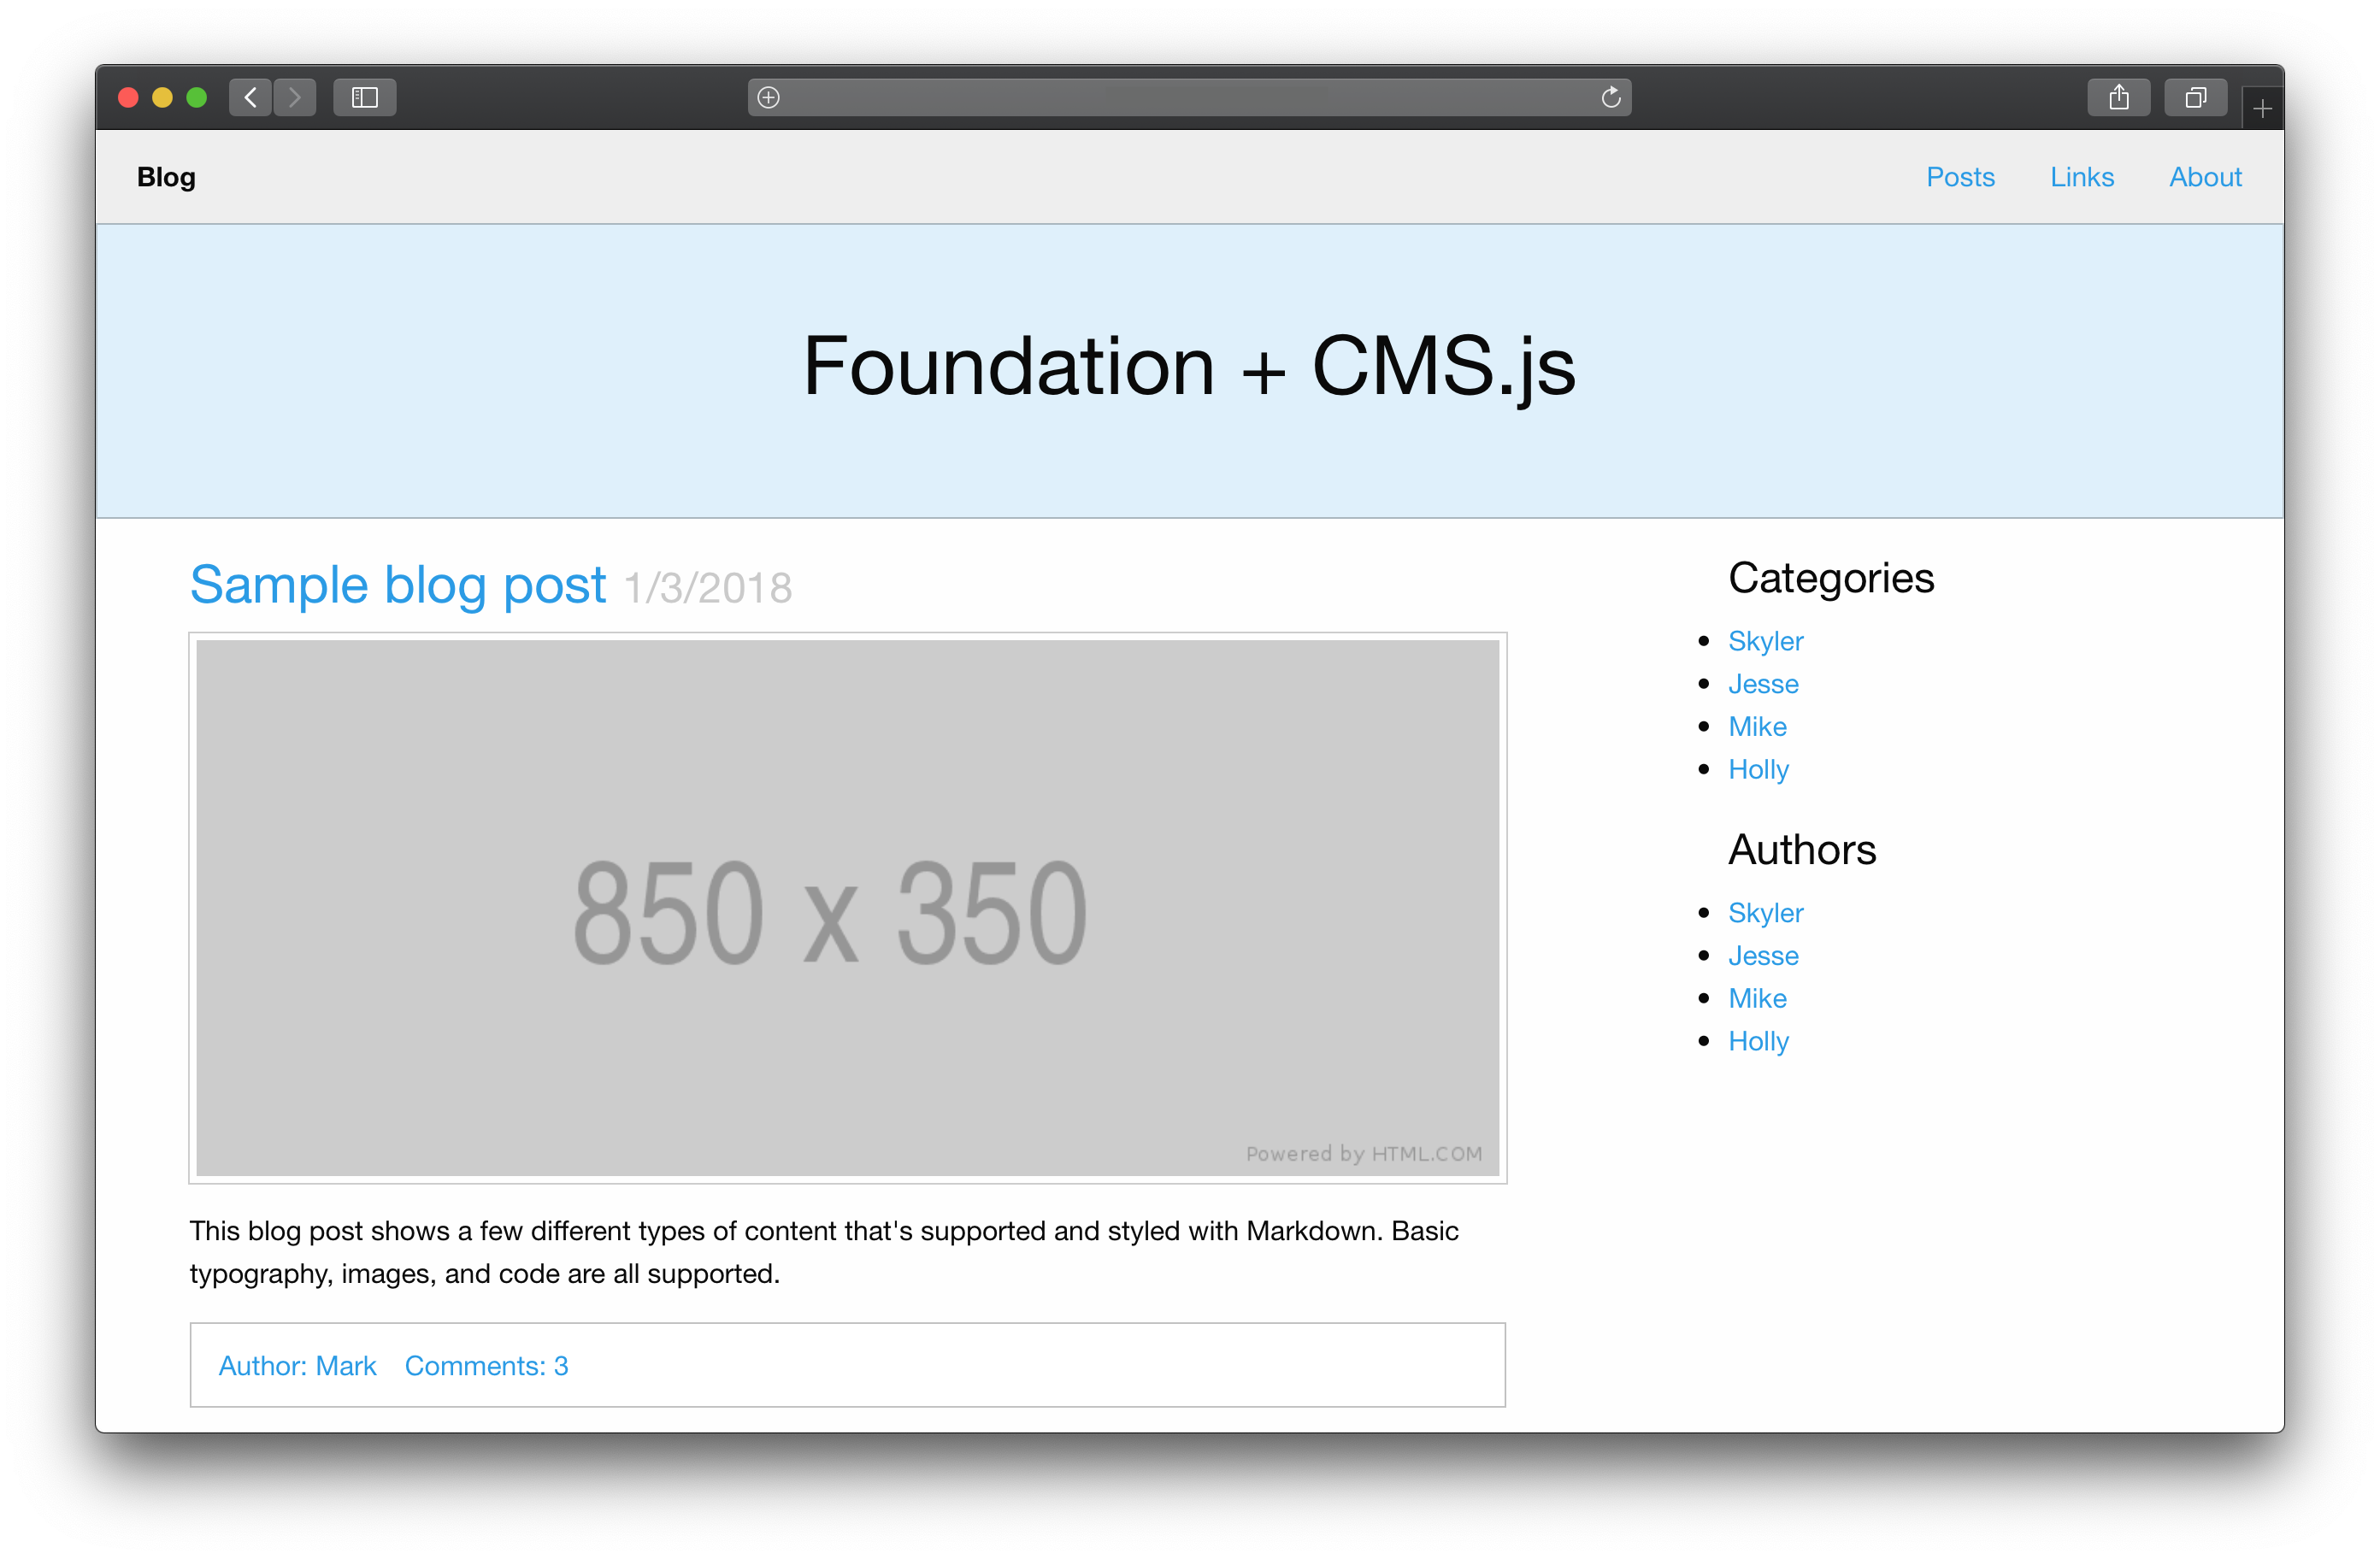 Blog
Posts Links About
Foundation + CMS.js
Sample blog post 1/3/2018
850 x 350
Powered by HTML.COM
This blog post shows a few different types of content that's supported and styled with Markdown. Basic
typography, images, and code are all supported.
Author: Mark Comments: 3
Categories
Skyler
Jesse
Mike
Holly
Authors
Skyler
Jesse
Mike
Holly